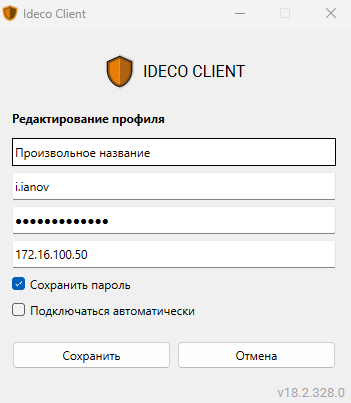 Ideco Client
IDECO CLIENT
Редактирование профиля
Произвольное название
i.ianov
●●●●●●●●●●●●●
172.16.100.50
Сохранить пароль
Подключаться автоматически
Сохранить
Отмена
v18.2.328.0